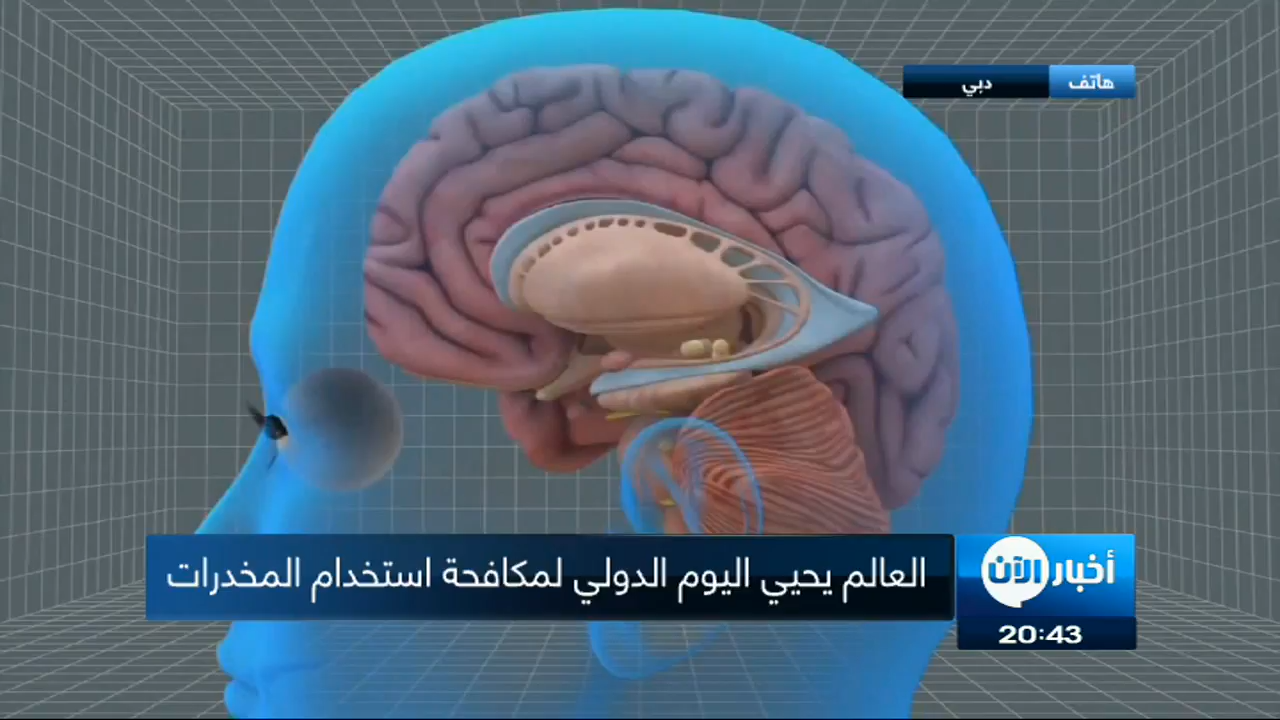 هاتف دبي
العالم يحيي اليوم الدولي لمكافحة استخدام المخدرات
أخبار الآن
20:43